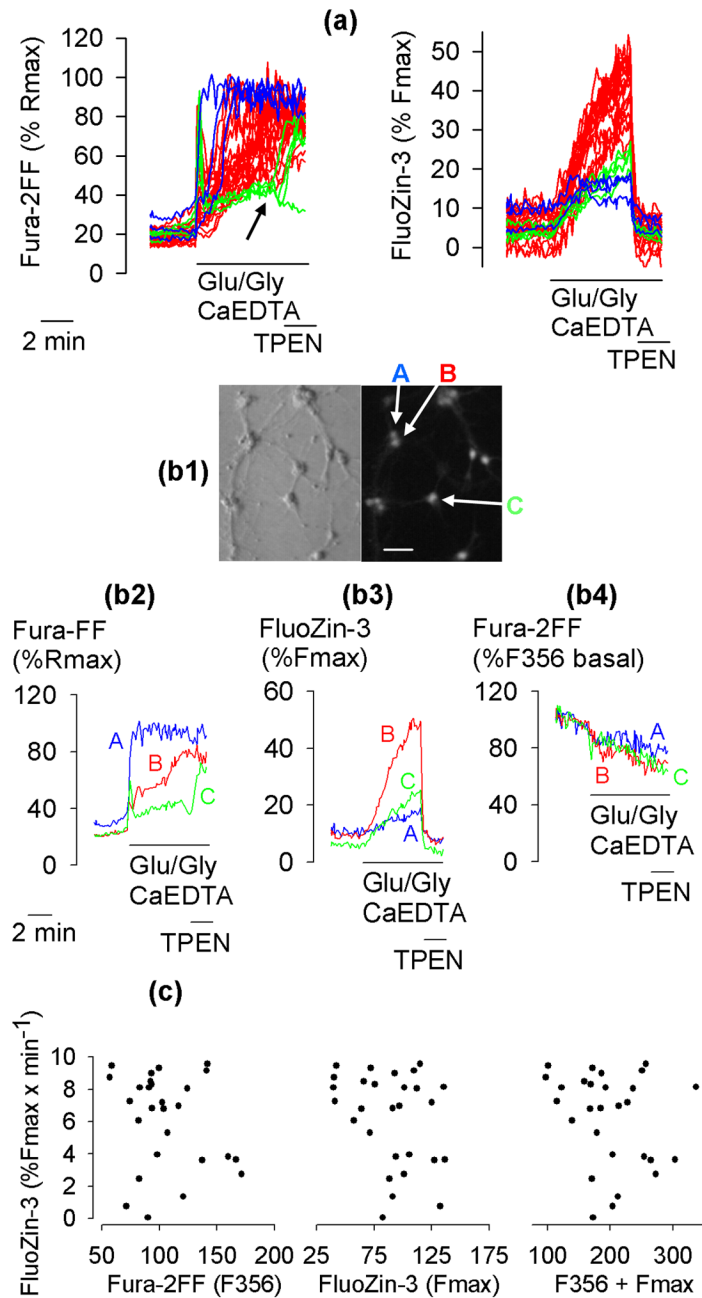 (a)
Fura-2FF (% Rmax)
120
100
80
60
40
20
0
Glu/Gly
CaEDTA
TPEN
2 min
FluoZin-3 (% Fmax)
50
40
30
20
10
0
Glu/Gly
CaEDTA
TPEN
(b1)
A
B
C
(b2)
Fura-FF
(%Rmax)
120
80
40
0
A
B
C
Glu/Gly
CaEDTA
TPEN
2 min
(b3)
FluoZin-3
(%Fmax)
60
40
20
0
B
C
A
Glu/Gly
CaEDTA
TPEN
(b4)
Fura-2FF
(%F356 basal)
120
80
40
0
A
B
C
Glu/Gly
CaEDTA
TPEN
(c)
FluoZin-3 (%Fmax x min-1)
10
8
6
4
2
0
50 100 150 200
Fura-2FF (F356)
25 75 125 175
FluoZin-3 (Fmax)
100 200 300
F356 + Fmax